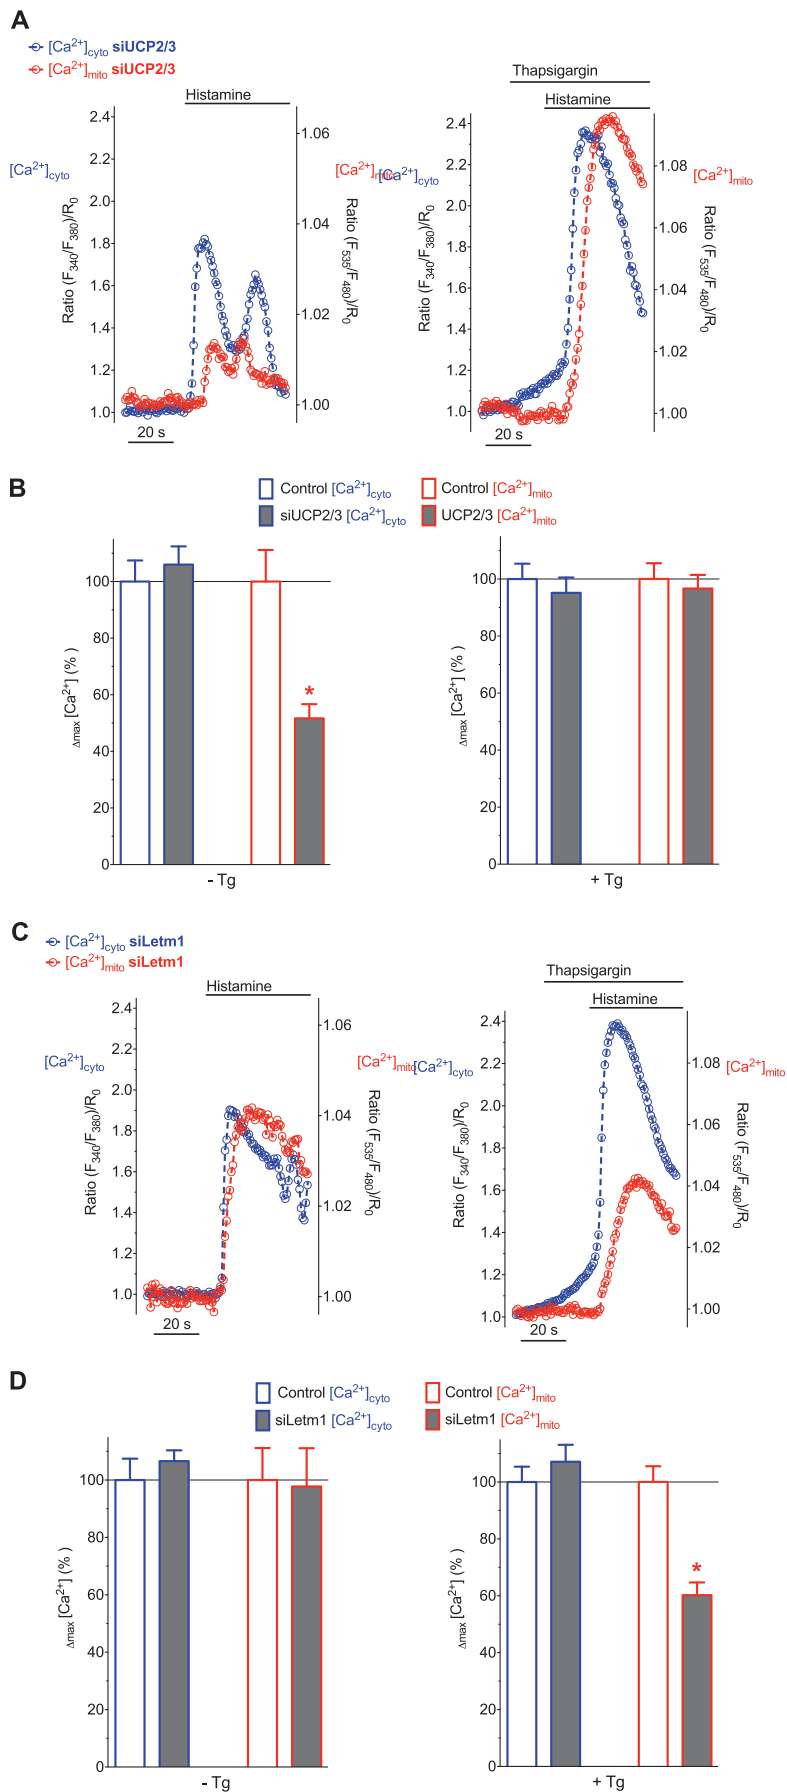 A
[Ca2+]cyto siUCP2/3
[Ca2+]mito siUCP2/3
Histamine
2.4
2.2
2.0
1.8
1.6
1.4
1.2
1.0
1.06
1.04
1.02
1.00
[Ca2+]cyto
Ratio (F340/F380)/R0
[Ca2+]mito
Ratio (F535/F480)/R0
20 s
Thapsigargin
Histamine
2.4
2.2
2.0
1.8
1.6
1.4
1.2
1.0
1.08
1.06
1.04
1.02
1.00
[Ca2+]cyto
Ratio (F340/F380)/R0
[Ca2+]mito
Ratio (F535/F480)/R0
20 s
B
Control [Ca2+]cyto
Control [Ca2+]mito
siUCP2/3 [Ca2+]cyto
UCP2/3 [Ca2+]mito
100
80
60
40
20
0
Δmax [Ca2+] (% )
*
- Tg
100
80
60
40
20
0
Δmax [Ca2+] (% )
+ Tg
C
[Ca2+]cyto siLetm1
[Ca2+]mito siLetm1
Histamine
2.4
2.2
2.0
1.8
1.6
1.4
1.2
1.0
1.06
1.04
1.02
1.00
[Ca2+]cyto
Ratio (F340/F380)/R0
[Ca2+]mito
Ratio (F535/F480)/R0
20 s
Thapsigargin
Histamine
2.4
2.2
2.0
1.8
1.6
1.4
1.2
1.0
1.08
1.06
1.04
1.02
1.00
[Ca2+]cyto
Ratio (F340/F380)/R0
[Ca2+]mito
Ratio (F535/F480)/R0
20 s
D
Control [Ca2+]cyto
Control [Ca2+]mito
siLetm1 [Ca2+]cyto
siLetm1 [Ca2+]mito
100
80
60
40
20
0
Δmax [Ca2+] (% )
- Tg
100
80
60
40
20
0
Δmax [Ca2+] (% )
*
+ Tg